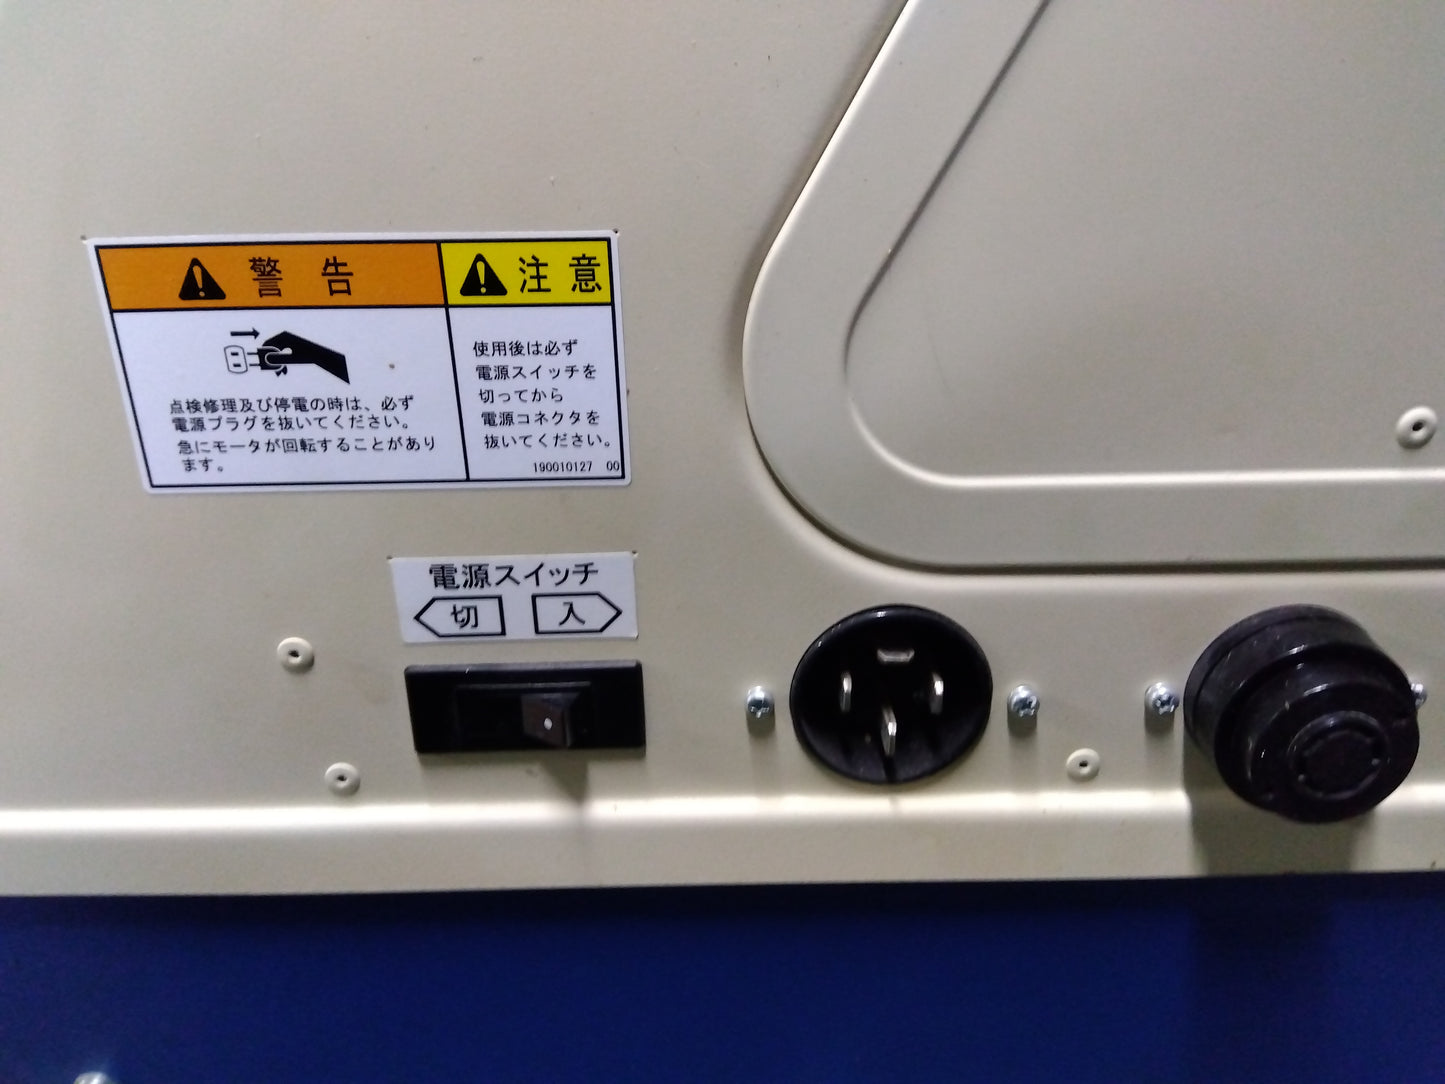 警告
点検修理及び停電の時は、必ず
電源プラグを抜いてください。
急にモータが回転することがあり
ます。
注意
使用後は必ず
電源スイッチを
切ってから
電源コネクタを
抜いてください。
190010127 00
電源スイッチ
切 入